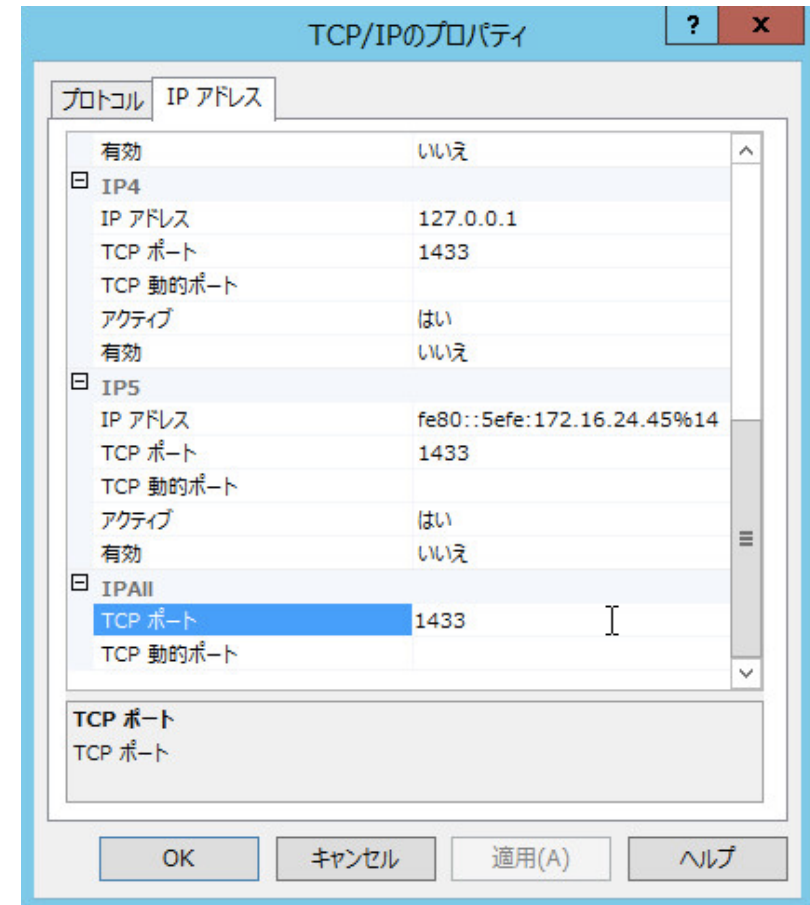 TCP/IPのプロパティ
? x
プロトコル IP アドレス
有効 いいえ
IP4
IP アドレス 127.0.0.1
TCP ポート 1433
TCP 動的ポート
アクティブ はい
有効 いいえ
IP5
IP アドレス fe80::5efe:172.16.24.45%14
TCP ポート 1433
TCP 動的ポート
アクティブ はい
有効 いいえ
IPAll
TCP ポート 1433
TCP 動的ポート
TCP ポート
TCP ポート
OK キャンセル 適用(A) ヘルプ